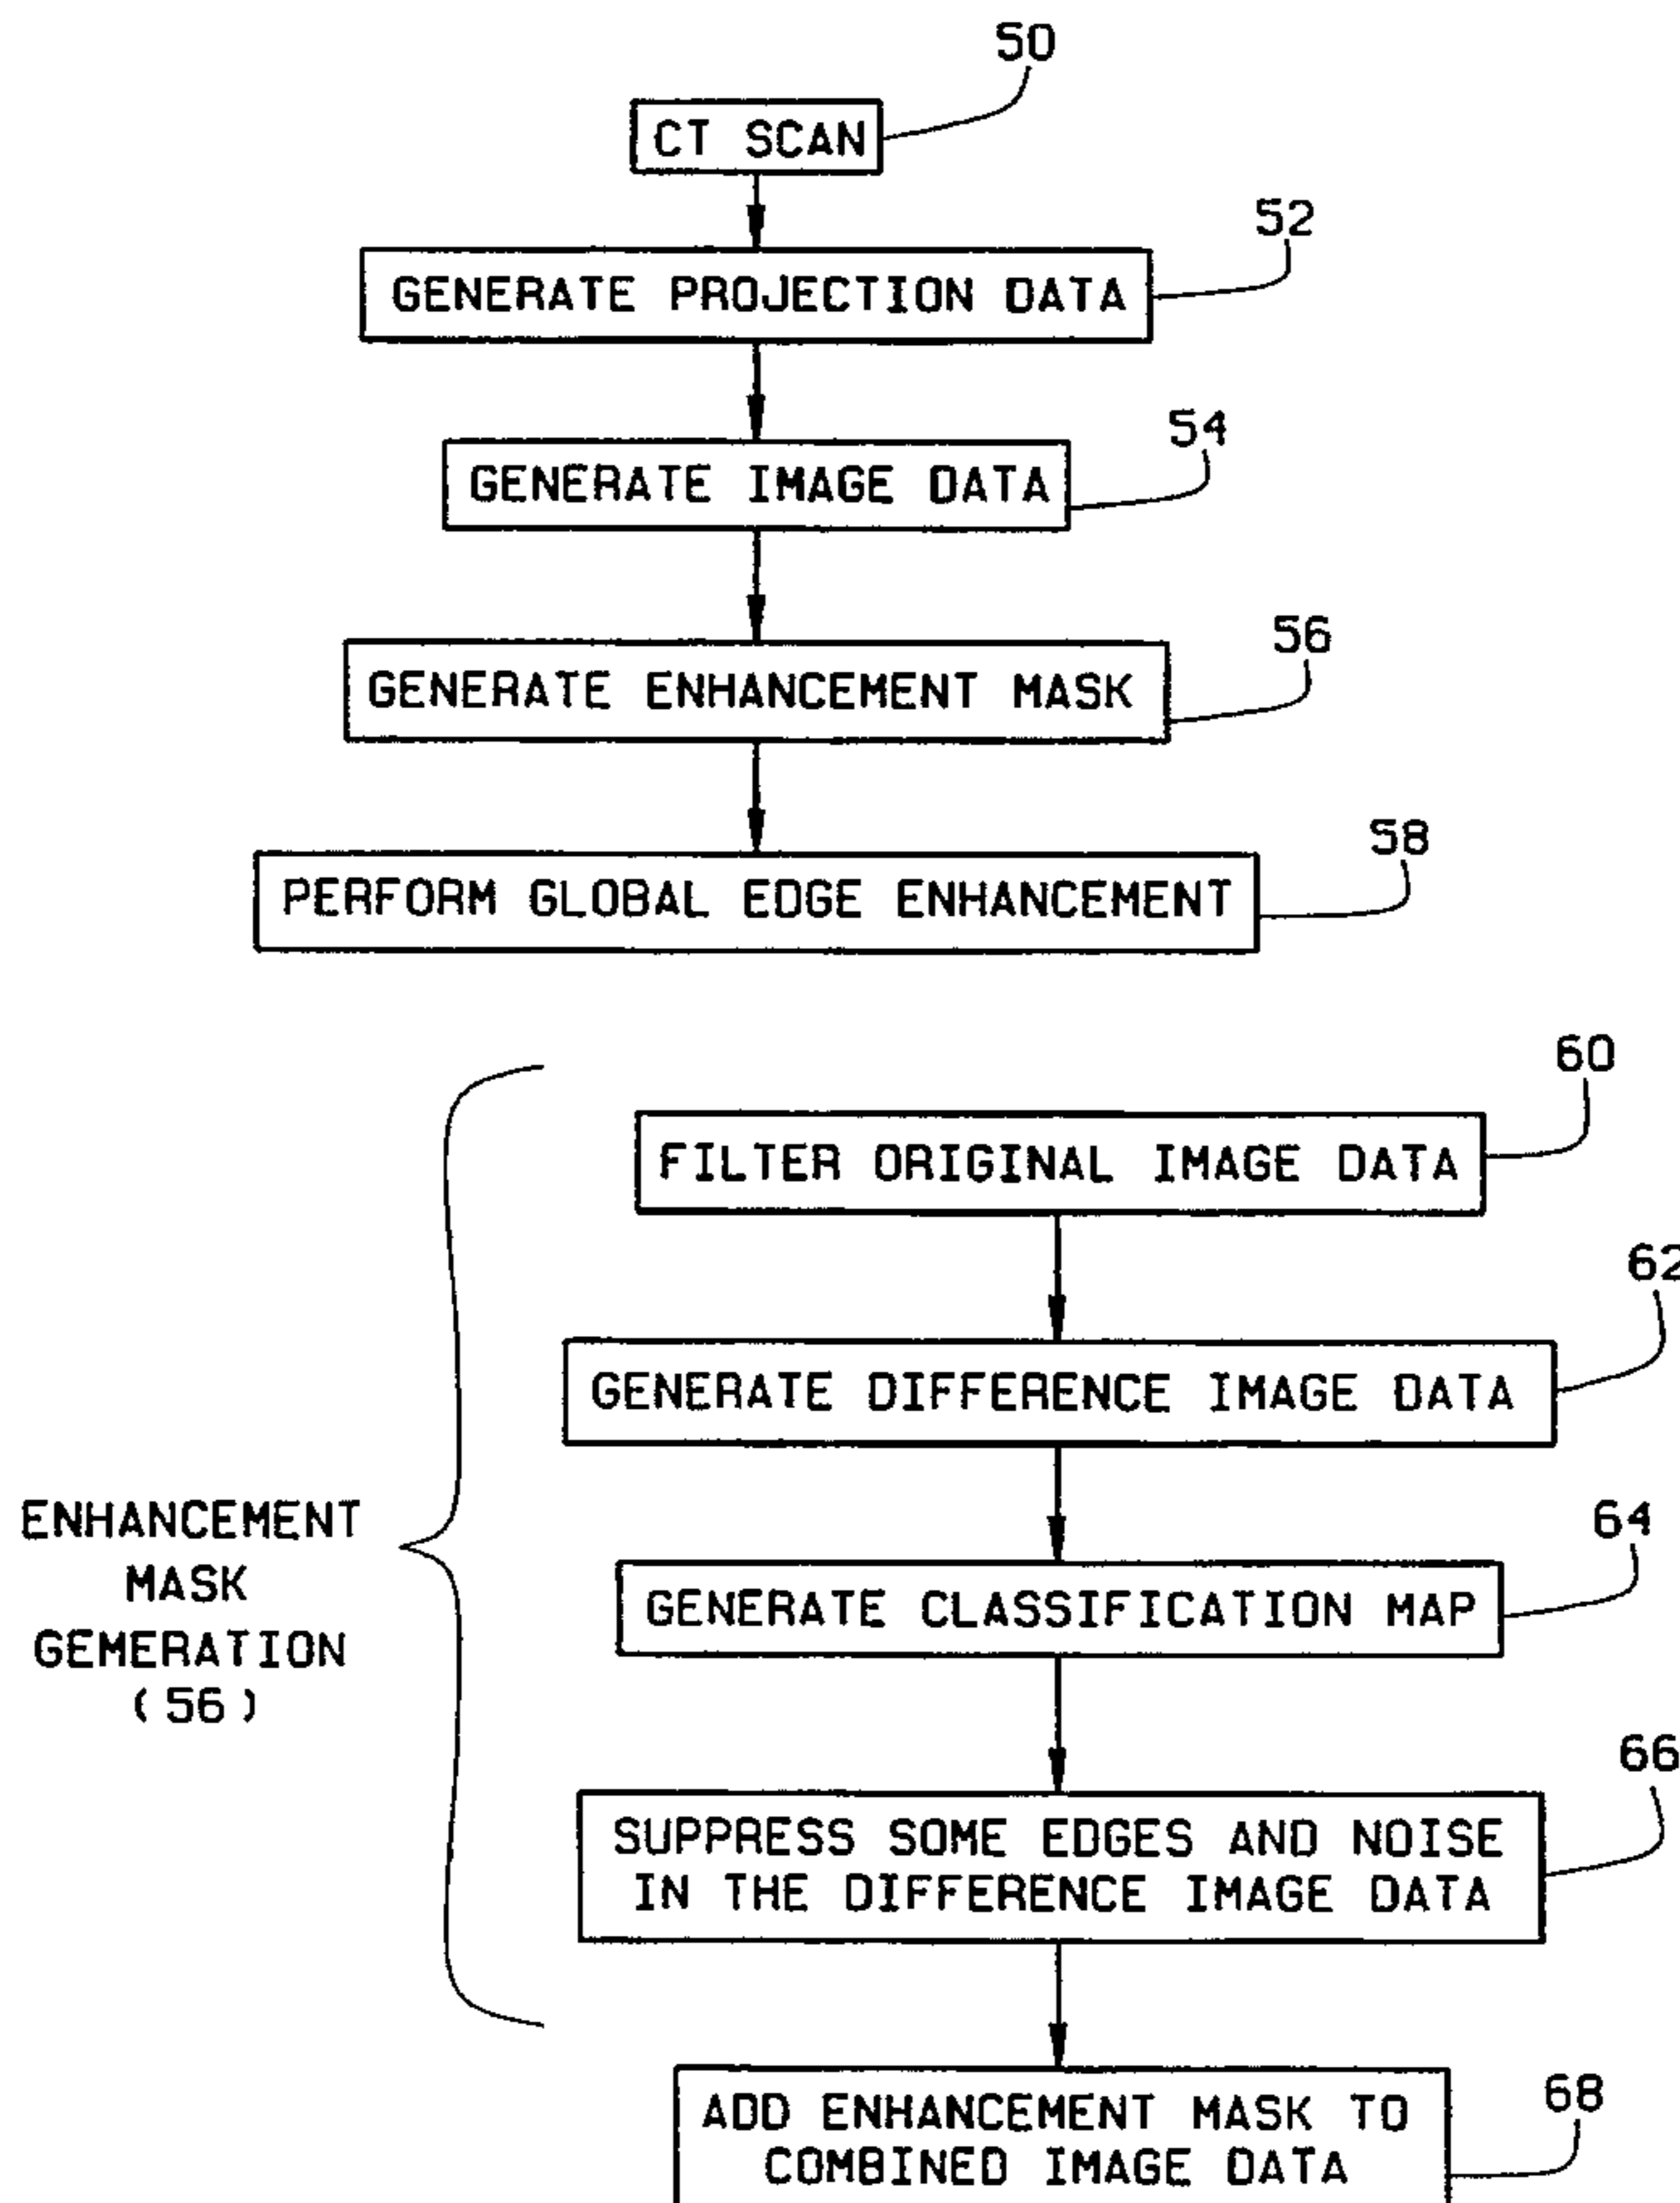 50
CT SCAN
52
GENERATE PROJECTION DATA
54
GENERATE IMAGE DATA
56
GENERATE ENHANCEMENT MASK
58
PERFORM GLOBAL EDGE ENHANCEMENT
60
FILTER ORIGINAL IMAGE DATA
62
GENERATE DIFFERENCE IMAGE DATA
64
GENERATE CLASSIFICATION MAP
66
SUPPRESS SOME EDGES AND NOISE
IN THE DIFFERENCE IMAGE DATA
ENHANCEMENT
MASK
GEMERATION
(56)
68
ADD ENHANCEMENT MASK TO
COMBINED IMAGE DATA